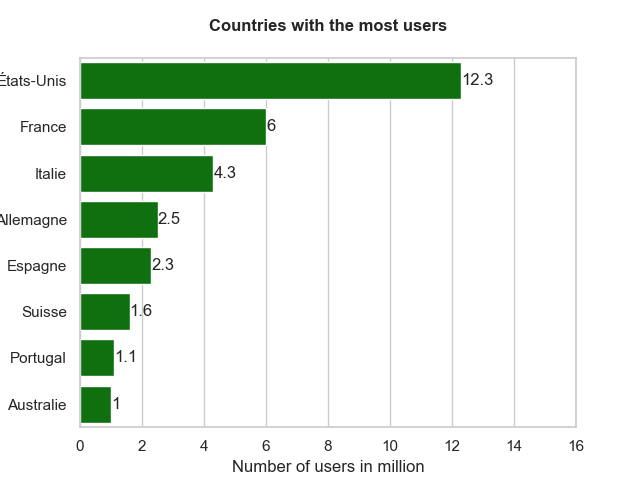 Countries with the most users
États-Unis 12.3
France 6
Italie 4.3
Allemagne 2.5
Espagne 2.3
Suisse 1.6
Portugal 1.1
Australie 1
0 2 4 6 8 10 12 14 16
Number of users in million